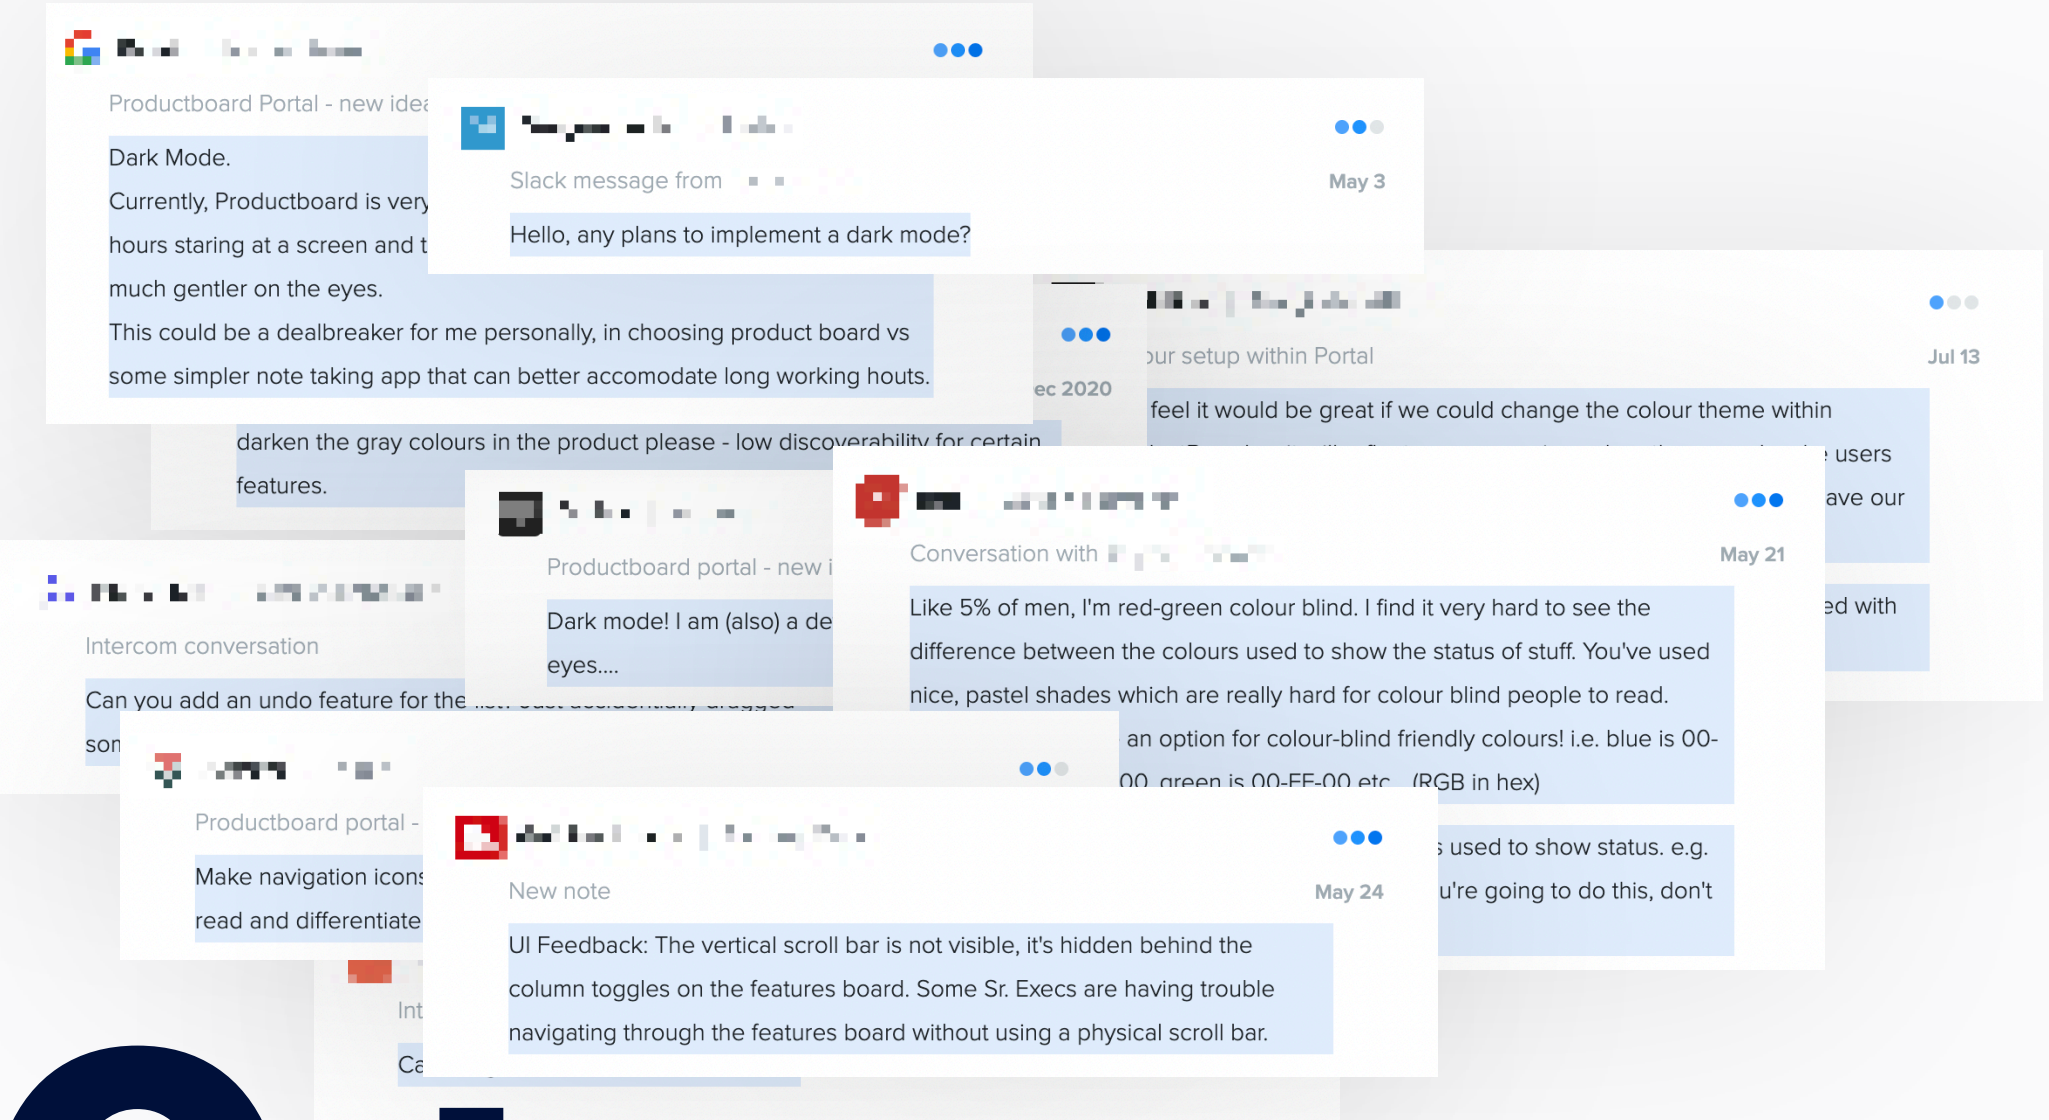 Productboard Portal - new idea
Dark Mode.
Currently, Productboard is very
hours staring at a screen and t
much gentler on the eyes.
This could be a dealbreaker for me personally, in choosing product board vs
some simpler note taking app that can better accomodate long working houts.
Slack message from
May 3
Hello, any plans to implement a dark mode?
our setup within Portal
Jul 13
feel it would be great if we could change the colour theme within
users
ave our
ed with
ec 2020
darken the gray colours in the product please - low discoverability for certain
features.
Productboard portal - new i
Dark mode! I am (also) a de
eyes....
Conversation with
May 21
Like 5% of men, I'm red-green colour blind. I find it very hard to see the
difference between the colours used to show the status of stuff. You've used
nice, pastel shades which are really hard for colour blind people to read.
an option for colour-blind friendly colours! i.e. blue is 00-
00, green is 00-FF-00 etc... (RGB in hex)
s used to show status. e.g.
u're going to do this, don't
Intercom conversation
Can you add an undo feature for the list? Just accidentally dragged
som
Productboard portal -
Make navigation icons
read and differentiate
New note
May 24
UI Feedback: The vertical scroll bar is not visible, it's hidden behind the
column toggles on the features board. Some Sr. Execs are having trouble
navigating through the features board without using a physical scroll bar.
Int
Ca